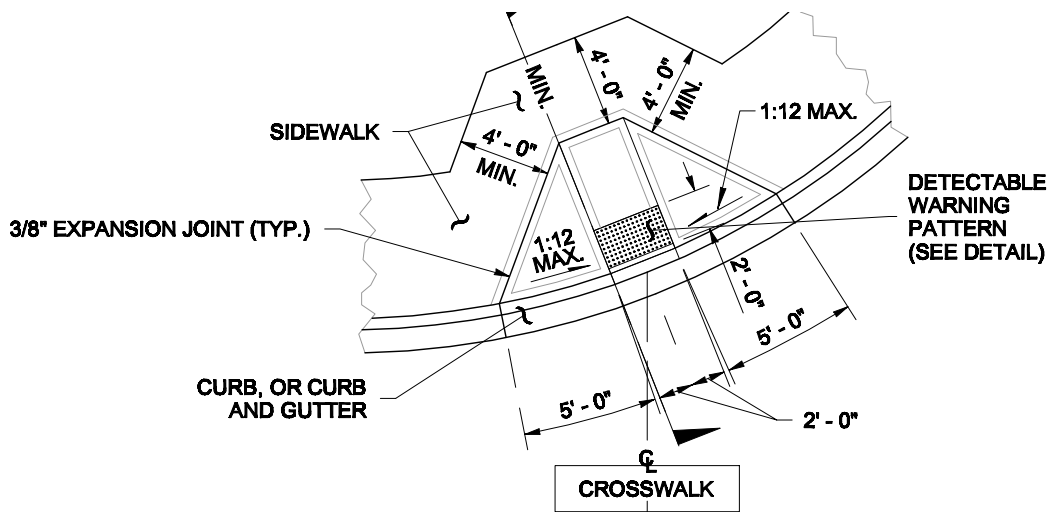 4' - 0"
MIN.
4' - 0"
MIN.
1:12 MAX.
SIDEWALK
4' - 0"
MIN.
DETECTABLE
WARNING
PATTERN
(SEE DETAIL)
3/8" EXPANSION JOINT (TYP.)
1:12
MAX.
2' - 0"
5' - 0"
CURB, OR CURB
AND GUTTER
5' - 0"
2' - 0"
CL
CROSSWALK